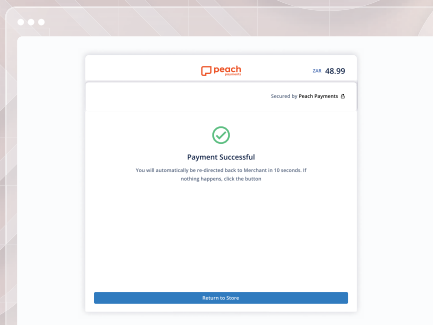 peach
payments
ZAR 48.99
Secured by Peach Payments
Payment Successful
You will automatically be re-directed back to Merchant in 10 seconds. If
nothing happens, click the button
Return to Store